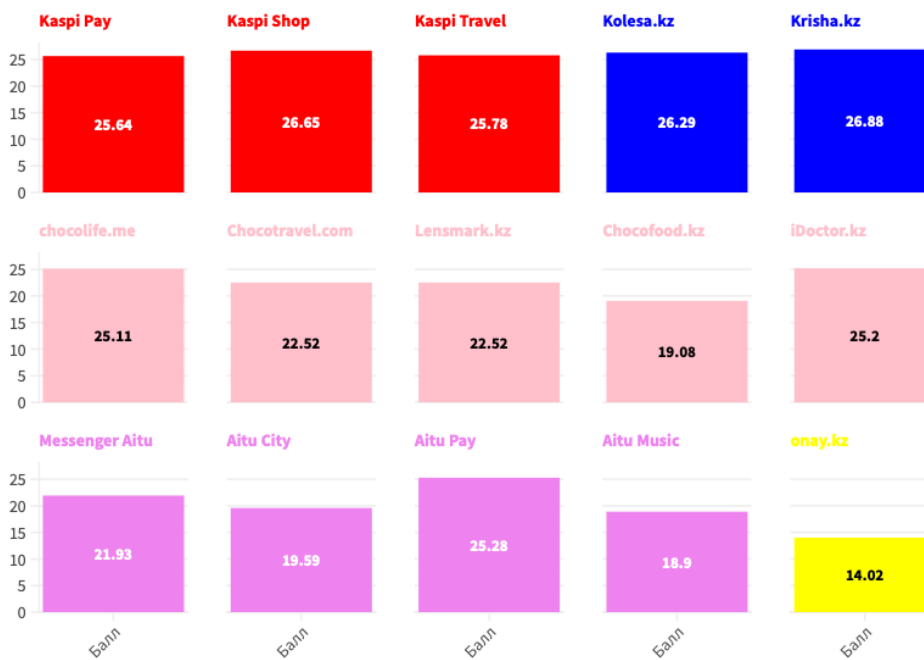 Kaspi Pay Kaspi Shop Kaspi Travel Kolesa.kz Krisha.kz
25
20
15
10
5
0
25.64 26.65 25.78 26.29 26.88
chocolife.me Chocotravel.com Lensmark.kz Chocofood.kz iDoctor.kz
25
20
15
10
5
0
25.11 22.52 22.52 19.08 25.2
Messenger Aitu Aitu City Aitu Pay Aitu Music onay.kz
25
20
15
10
5
0
21.93 19.59 25.28 18.9 14.02
Балл Балл Балл Балл Балл